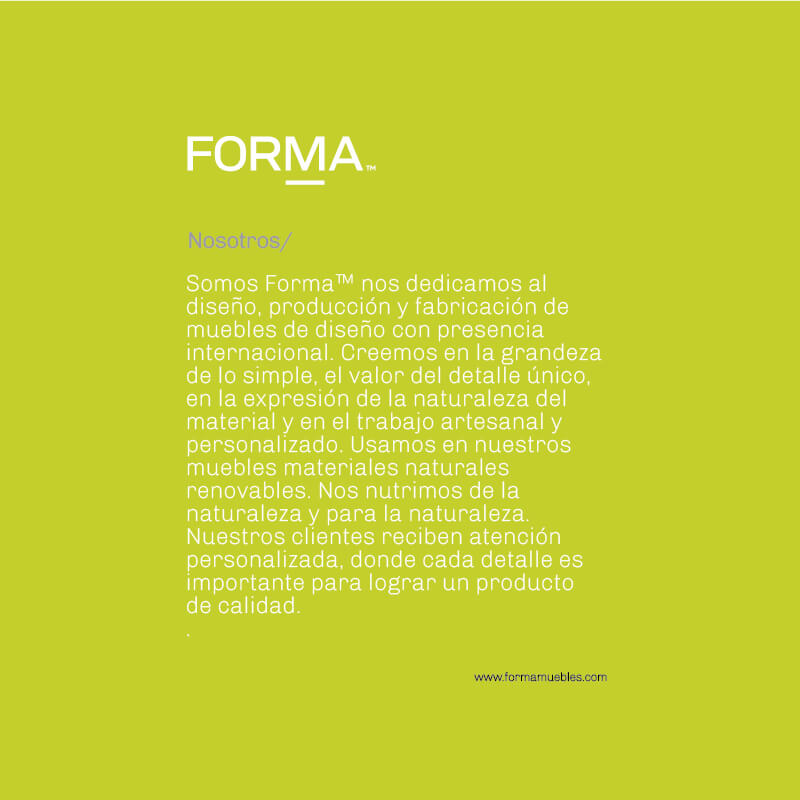 FORMA™
Nosotros/
Somos Forma™ nos dedicamos al
diseño, producción y fabricación de
muebles de diseño con presencia
internacional. Creemos en la grandeza
de lo simple, el valor del detalle único,
en la expresión de la naturaleza del
material y en el trabajo artesanal y
personalizado. Usamos en nuestros
muebles materiales naturales
renovables. Nos nutrimos de la
naturaleza y para la naturaleza.
Nuestros clientes reciben atención
personalizada, donde cada detalle es
importante para lograr un producto
de calidad.
.
www.formamuebles.com